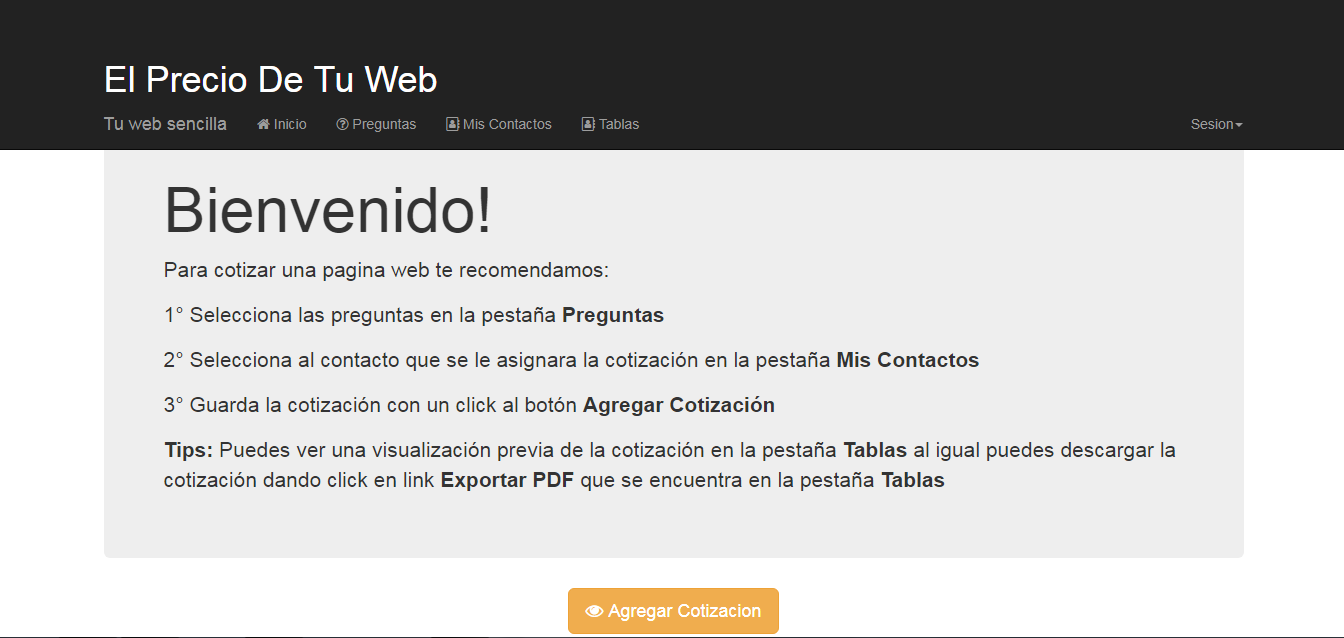 El Precio De Tu Web
Tu web sencilla Inicio Preguntas Mis Contactos Tablas Sesion
Bienvenido!
Para cotizar una pagina web te recomendamos:
1° Selecciona las preguntas en la pestaña Preguntas
2° Selecciona al contacto que se le asignara la cotización en la pestaña Mis Contactos
3° Guarda la cotización con un click al botón Agregar Cotización
Tips: Puedes ver una visualización previa de la cotización en la pestaña Tablas al igual puedes descargar la
cotización dando click en link Exportar PDF que se encuentra en la pestaña Tablas
Agregar Cotizacion